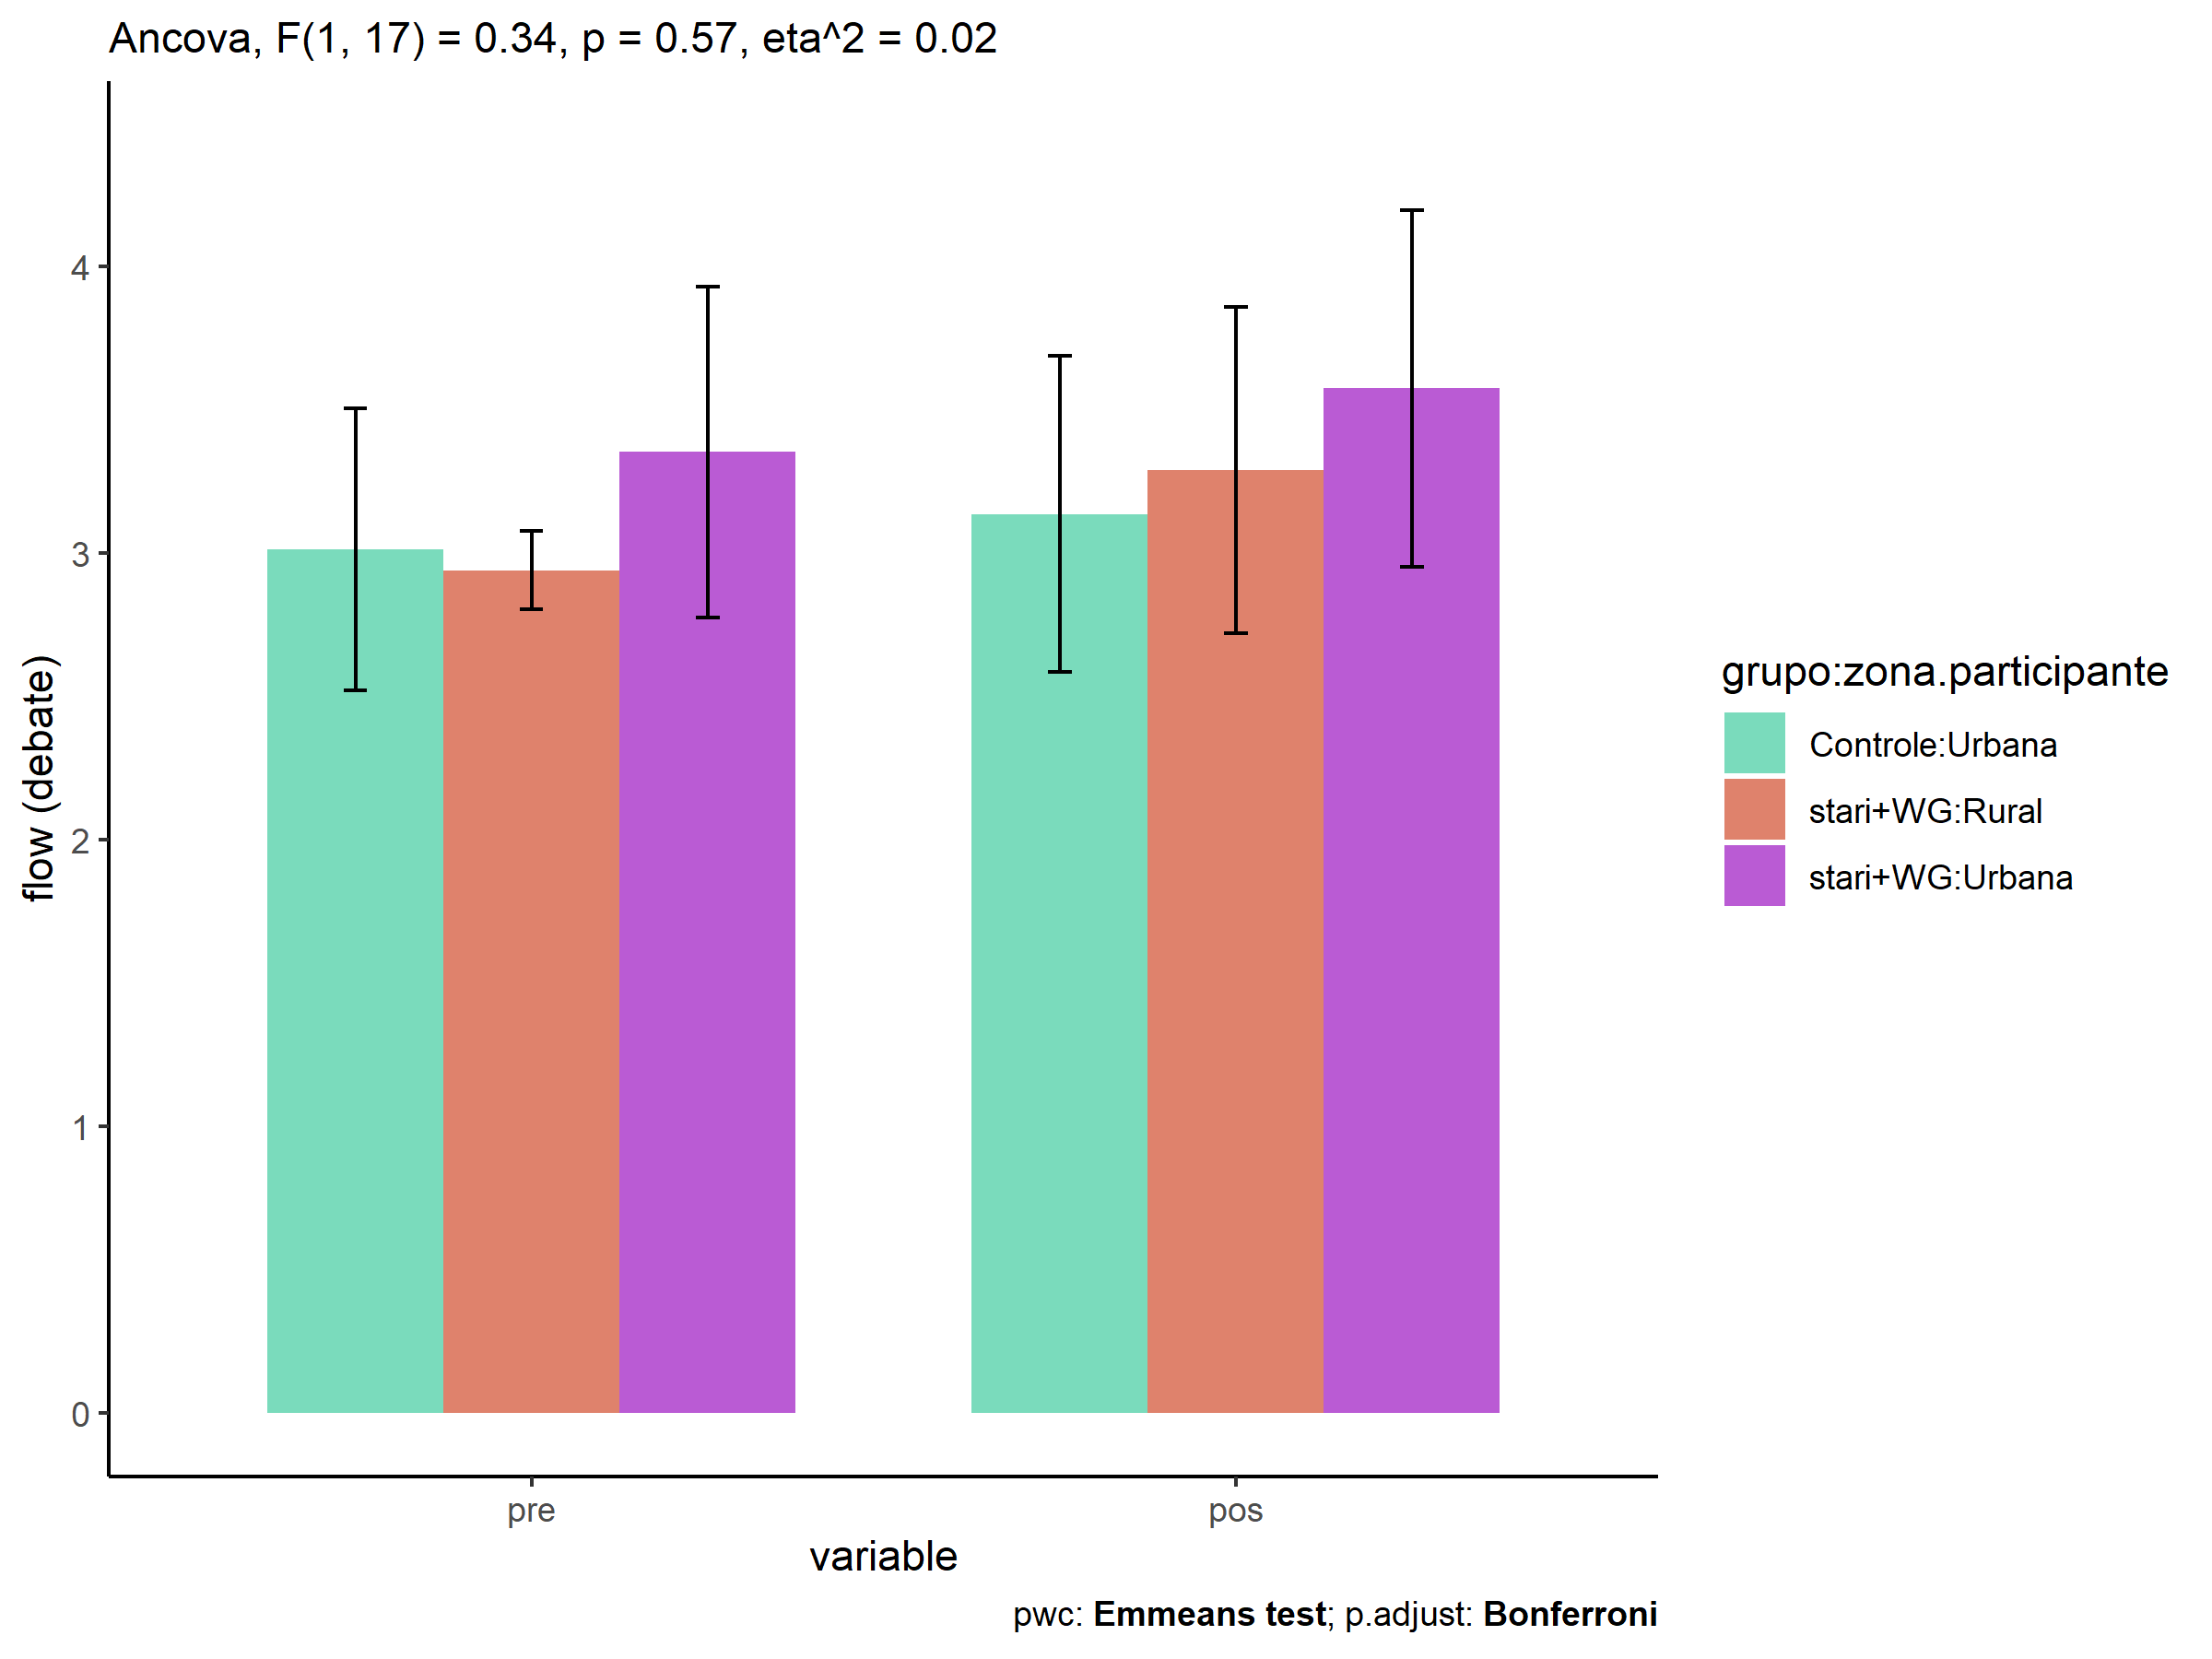 Ancova, F(1, 17) = 0.34, p = 0.57, eta^2 = 0.02
flow (debate)
4
3
2
1
0
pre
pos
variable
grupo:zona.participante
Controle:Urbana
stari+WG:Rural
stari+WG:Urbana
pwc: Emmeans test; p.adjust: Bonferroni